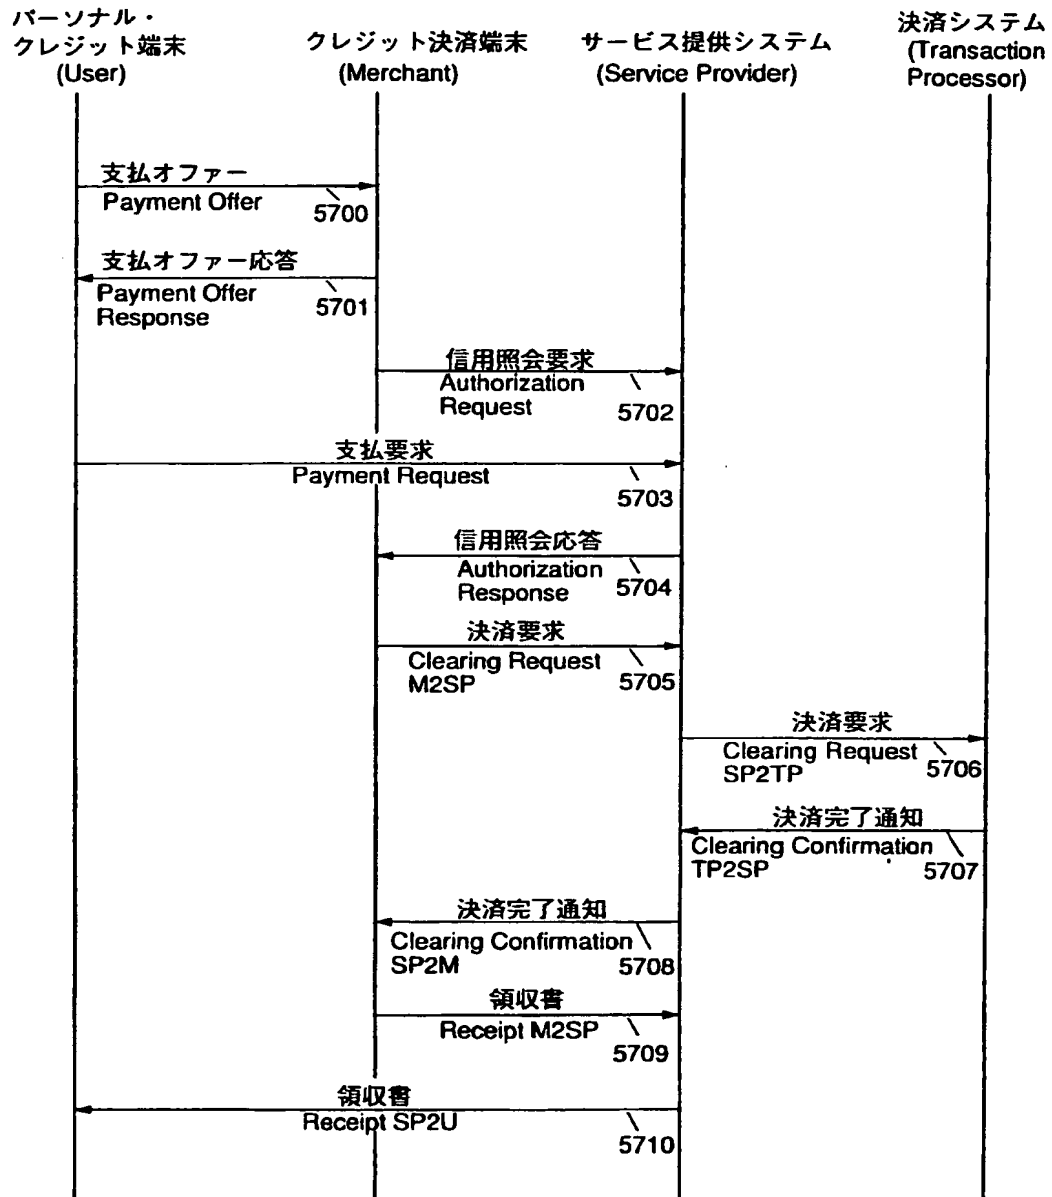 パーソナル・
クレジット端末
(User)
クレジット決済端末
(Merchant)
サービス提供システム
(Service Provider)
決済システム
(Transaction
Processor)
支払オファー
Payment Offer
5700
支払オファー応答
Payment Offer
Response
5701
信用照会要求
Authorization
Request
5702
支払要求
Payment Request
5703
信用照会応答
Authorization
Response
5704
決済要求
Clearing Request
M2SP
5705
決済要求
Clearing Request
SP2TP
5706
決済完了通知
Clearing Confirmation
TP2SP
5707
決済完了通知
Clearing Confirmation
SP2M
5708
領収書
Receipt M2SP
5709
領収書
Receipt SP2U
5710